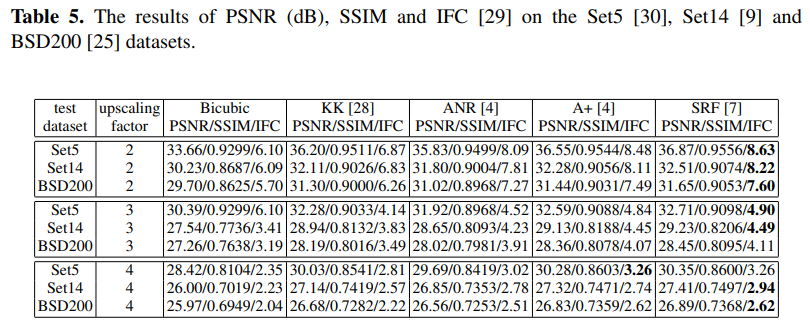 Table 5. The results of PSNR (dB), SSIM and IFC [29] on the Set5 [30], Set14 [9] and
BSD200 [25] datasets.
test upscaling Bicubic KK [28] ANR [4] A+ [4] SRF [7]
dataset factor PSNR/SSIM/IFC PSNR/SSIM/IFC PSNR/SSIM/IFC PSNR/SSIM/IFC PSNR/SSIM/IFC
Set5 2 33.66/0.9299/6.10 36.20/0.9511/6.87 35.83/0.9499/8.09 36.55/0.9544/8.48 36.87/0.9556/8.63
Set14 2 30.23/0.8687/6.09 32.11/0.9026/6.83 31.80/0.9004/7.81 32.28/0.9056/8.11 32.51/0.9074/8.22
BSD200 2 29.70/0.8625/5.70 31.30/0.9000/6.26 31.02/0.8968/7.27 31.44/0.9031/7.49 31.65/0.9053/7.60
Set5 3 30.39/0.9299/6.10 32.28/0.9033/4.14 31.92/0.8968/4.52 32.59/0.9088/4.84 32.71/0.9098/4.90
Set14 3 27.54/0.7736/3.41 28.94/0.8132/3.83 28.65/0.8093/4.23 29.13/0.8188/4.45 29.23/0.8206/4.49
BSD200 3 27.26/0.7638/3.19 28.19/0.8016/3.49 28.02/0.7981/3.91 28.36/0.8078/4.07 28.45/0.8095/4.11
Set5 4 28.42/0.8104/2.35 30.03/0.8541/2.81 29.69/0.8419/3.02 30.28/0.8603/3.26 30.35/0.8600/3.26
Set14 4 26.00/0.7019/2.23 27.14/0.7419/2.57 26.85/0.7353/2.78 27.32/0.7471/2.74 27.41/0.7497/2.94
BSD200 4 25.97/0.6949/2.04 26.68/0.7282/2.22 26.56/0.7253/2.51 26.83/0.7359/2.62 26.89/0.7368/2.62